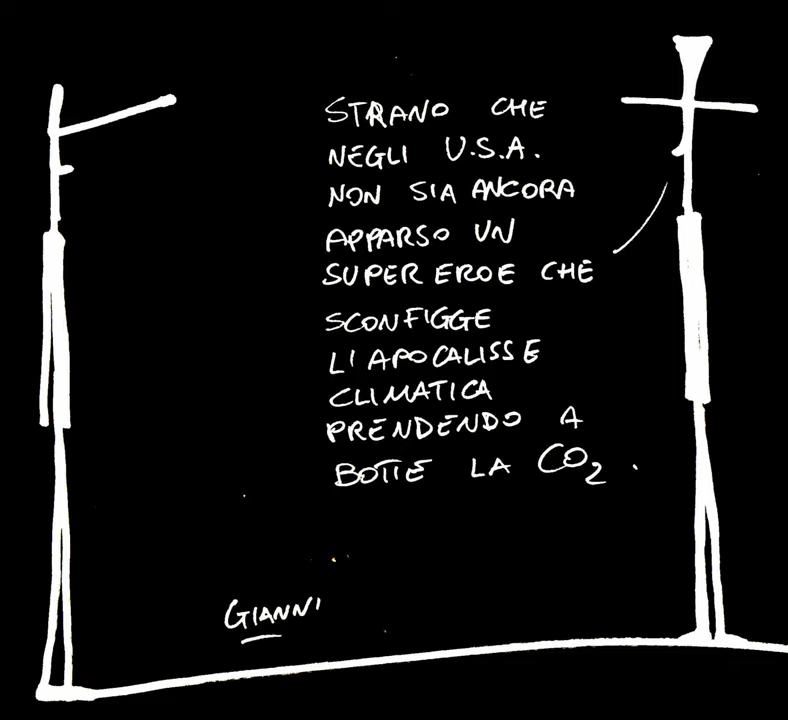 STRANO CHE
NEGLI U.S.A.
NON SIA ANCORA
APPARSO UN
SUPER EROE CHE
SCONFIGGE
L'APOCALISSE
CLIMATICA
PRENDENDO A
BOTTE LA CO2.
GIANNI